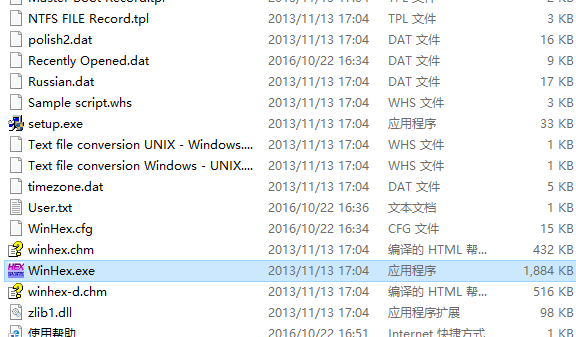 Master Boot Record.tpl 2013/11/13 17:04 TPL 文件 2 KB
NTFS FILE Record.tpl 2013/11/13 17:04 TPL 文件 3 KB
polish2.dat 2013/11/13 17:04 DAT 文件 16 KB
Recently Opened.dat 2016/10/22 16:34 DAT 文件 9 KB
Russian.dat 2013/11/13 17:04 DAT 文件 17 KB
Sample script.whs 2013/11/13 17:04 WHS 文件 3 KB
setup.exe 2013/11/13 17:04 应用程序 33 KB
Text file conversion UNIX - Windows.... 2013/11/13 17:04 WHS 文件 1 KB
Text file conversion Windows - UNIX.... 2013/11/13 17:04 WHS 文件 1 KB
timezone.dat 2013/11/13 17:04 DAT 文件 5 KB
User.txt 2016/10/22 16:36 文本文档 1 KB
WinHex.cfg 2016/10/22 16:34 CFG 文件 15 KB
winhex.chm 2013/11/13 17:04 编译的 HTML 帮... 432 KB
WinHex.exe 2013/11/13 17:04 应用程序 1,884 KB
winhex-d.chm 2013/11/13 17:04 编译的 HTML 帮... 516 KB
zlib1.dll 2013/11/13 17:04 应用程序扩展 98 KB
使用帮助 2016/10/22 16:51 Internet 快捷方式 1 KB